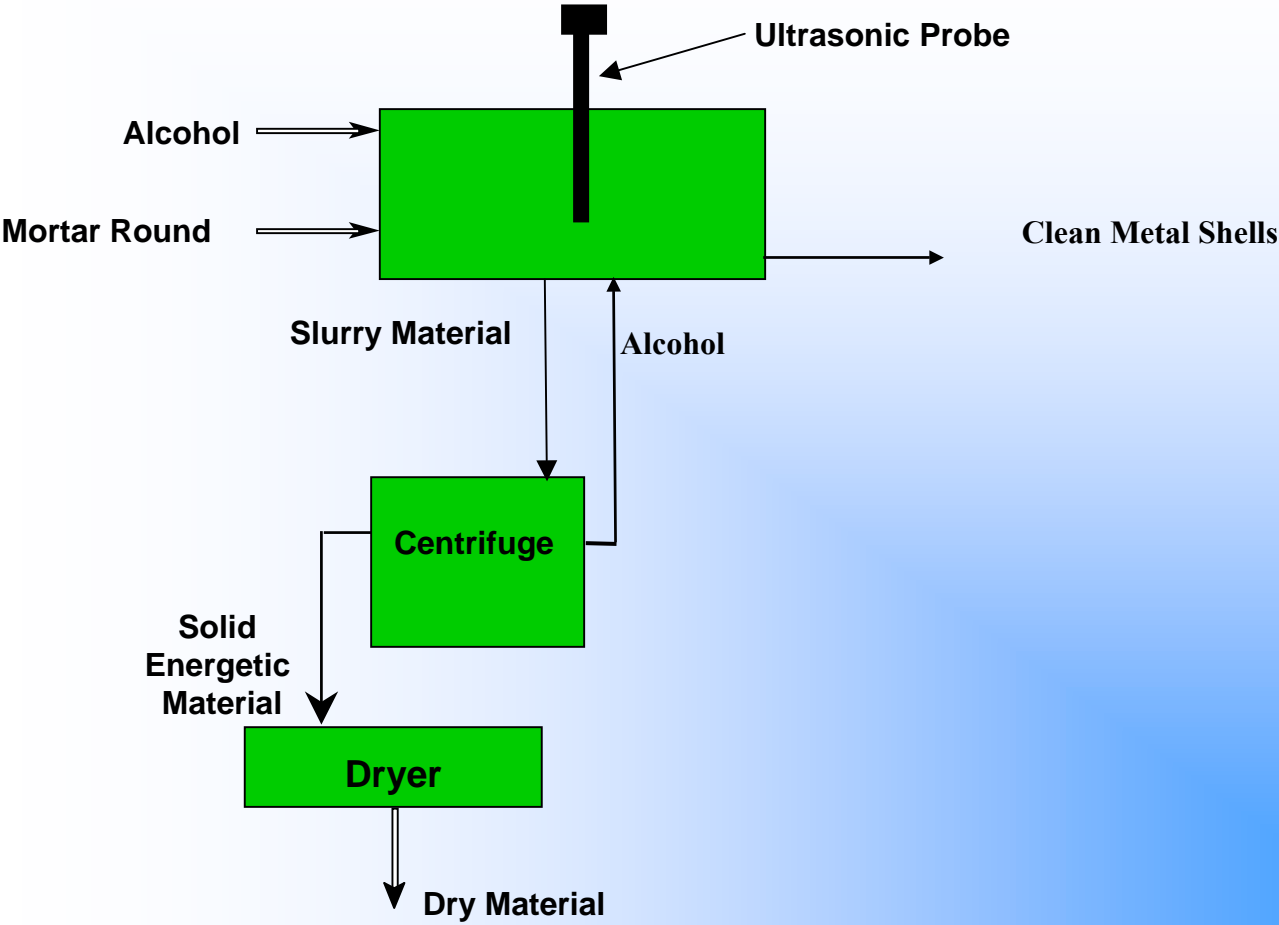 Ultrasonic Probe
Alcohol
Mortar Round
Clean Metal Shells
Slurry Material
Alcohol
Centrifuge
Solid
Energetic
Material
Dryer
Dry Material